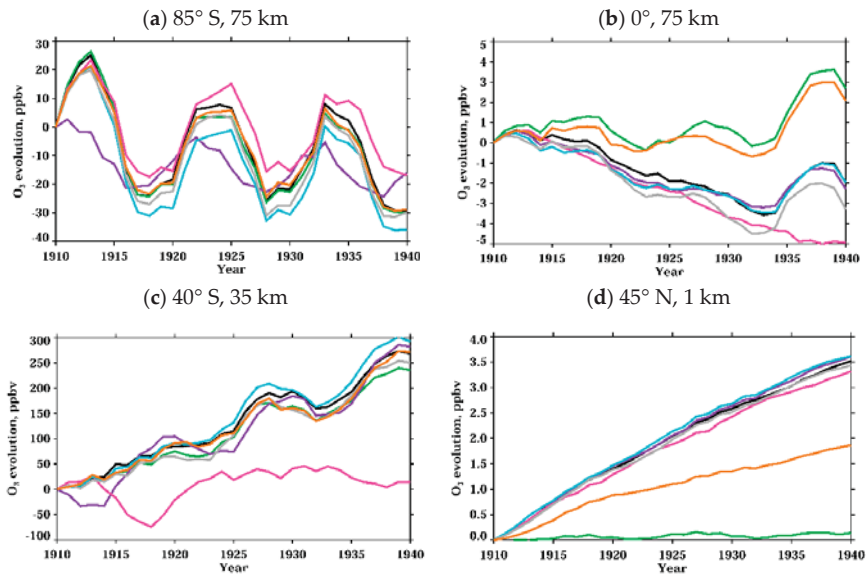 (a) 85° S, 75 km
O₃ evolution, ppbv
30
20
10
0
-10
-20
-30
-40
1910 1915 1920 1925 1930 1935 1940
Year
(b) 0°, 75 km
O₃ evolution, ppbv
5
4
3
2
1
0
-1
-2
-3
-4
-5
1910 1915 1920 1925 1930 1935 1940
Year
(c) 40° S, 35 km
O₃ evolution, ppbv
300
250
200
150
100
50
0
-50
-100
1910 1915 1920 1925 1930 1935 1940
Year
(d) 45° N, 1 km
O₃ evolution, ppbv
4.0
3.5
3.0
2.5
2.0
1.5
1.0
0.5
0.0
1910 1915 1920 1925 1930 1935 1940
Year